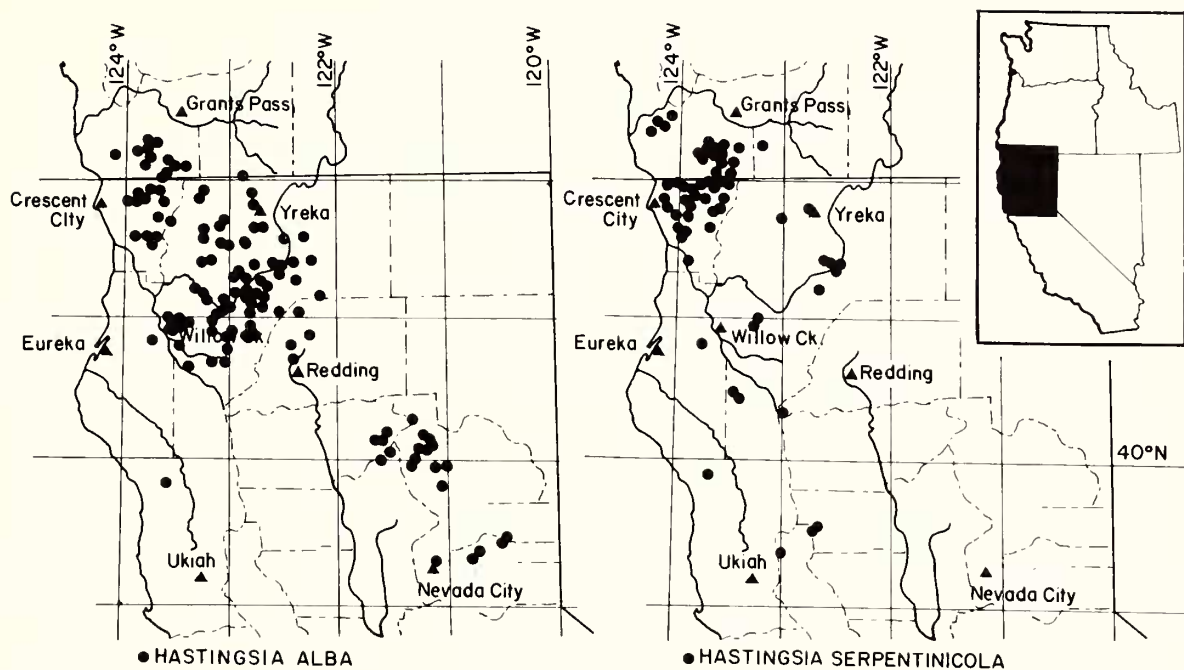 124°W
122°W
120°W
Grants Pass
Crescent City
Yreka
Eureka
Willow Ck.
Redding
Ukiah
Nevada City
● HASTINGSIA ALBA
124°W
122°W
Grants Pass
Crescent City
Yreka
Eureka
Willow Ck.
Redding
40°N
Ukiah
Nevada City
● HASTINGSIA SERPENTINICOLA